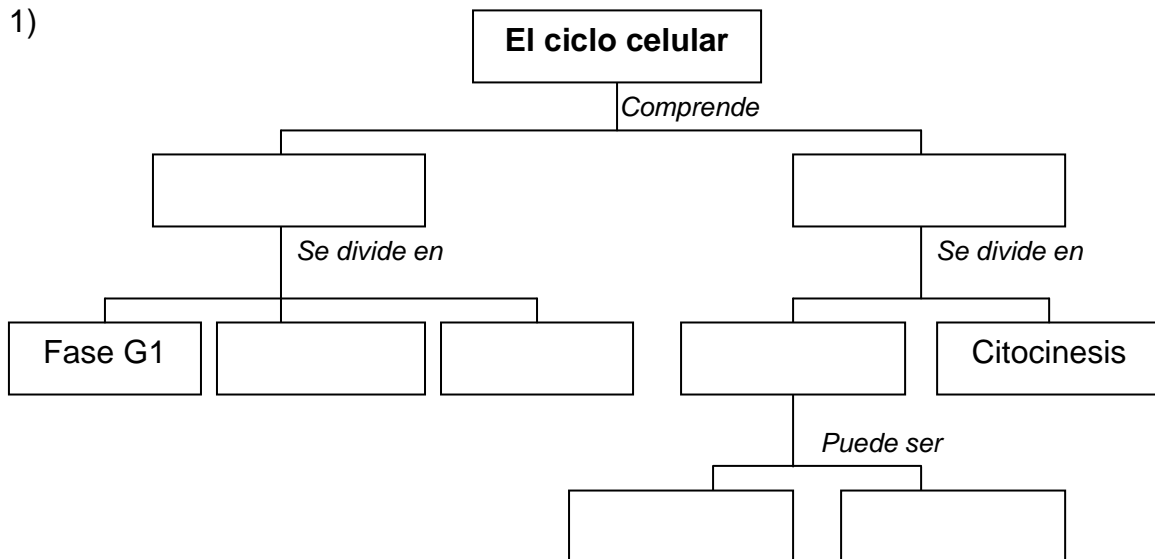 1)
El ciclo celular
Comprende
Se divide en
Se divide en
Fase G1
Citocinesis
Puede ser